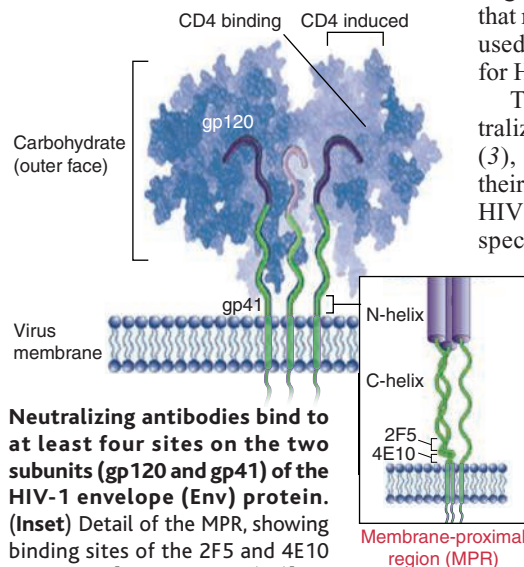 CD4 binding
CD4 induced
gp120
Carbohydrate
(outer face)
gp41
Virus
membrane
N-helix
C-helix
2F5
4E10
Membrane-proximal
region (MPR)
Neutralizing antibodies bind to
at least four sites on the two
subunits (gp120 and gp41) of the
HIV-1 envelope (Env) protein.
(Inset) Detail of the MPR, showing
binding sites of the 2F5 and 4E10
that
used
for H
T
traliz
(3),
their
HIV
spec